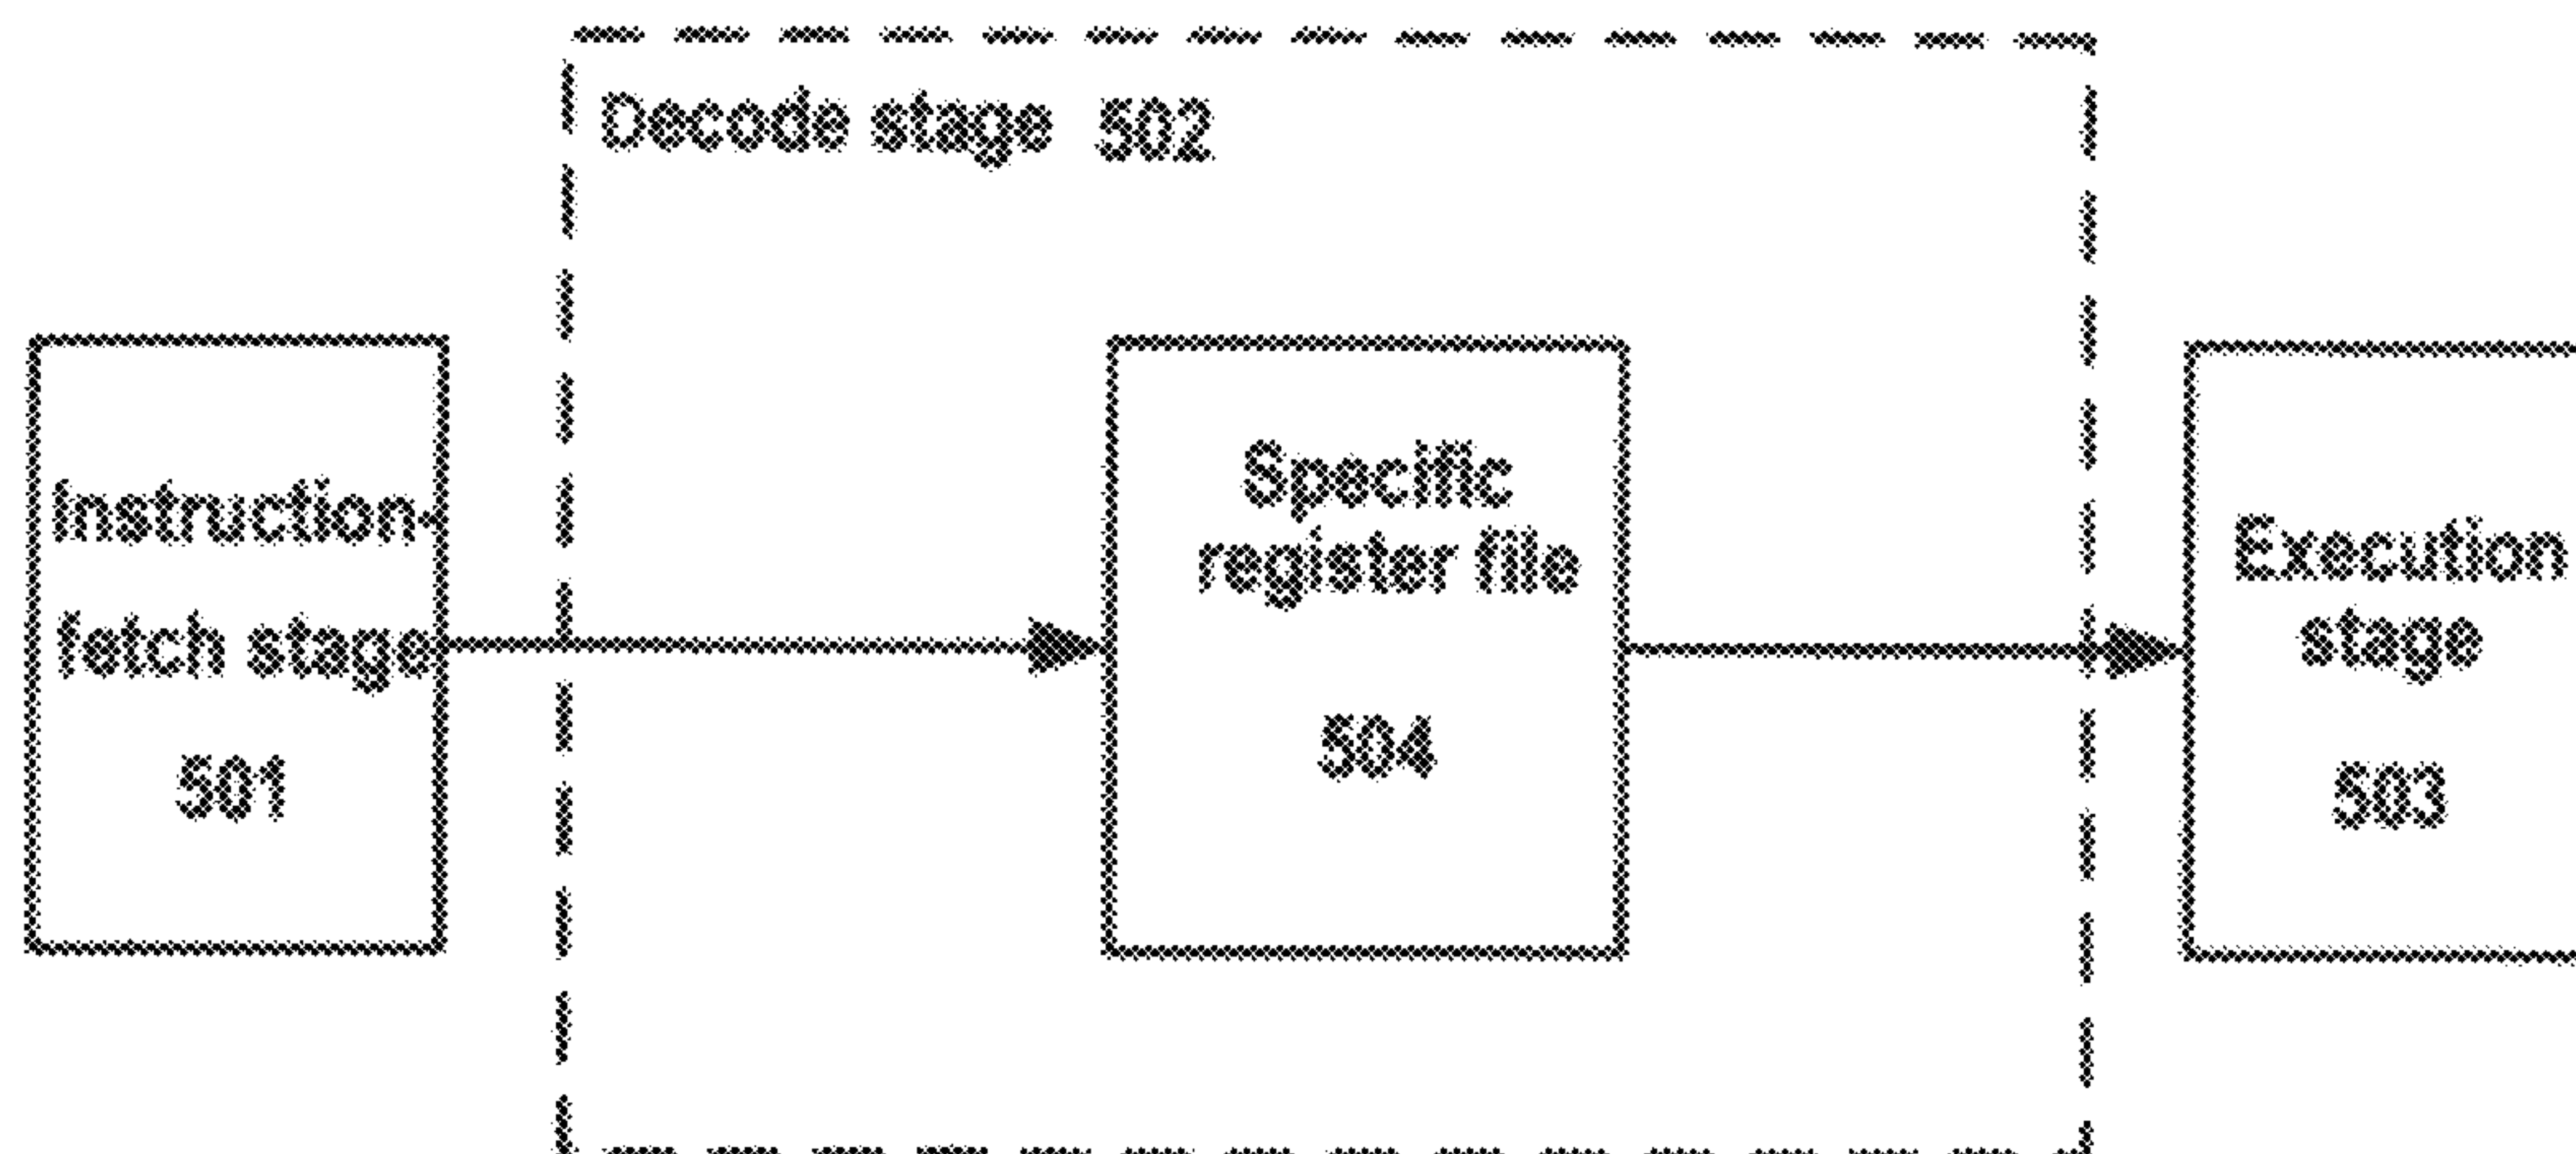 Decode stage 502
Instruction-
fetch stage
501
Specific
register file
504
Execution
stage
503